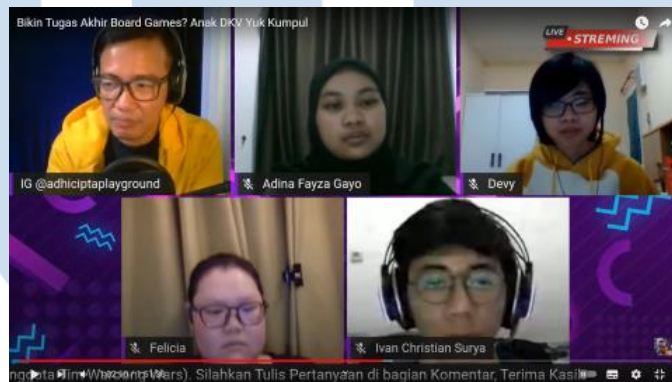 Bikin Tugas Akhir Board Games? Anak DKV Yuk Kumpul
LIVE
STREMING
IG @adhiciptaplayground
Adina Fayza Gayo
Devy
Felicia
Ivan Christian Surya
Silahkan Tulis Pertanyaan di bagian Komentar, Terima Kasih